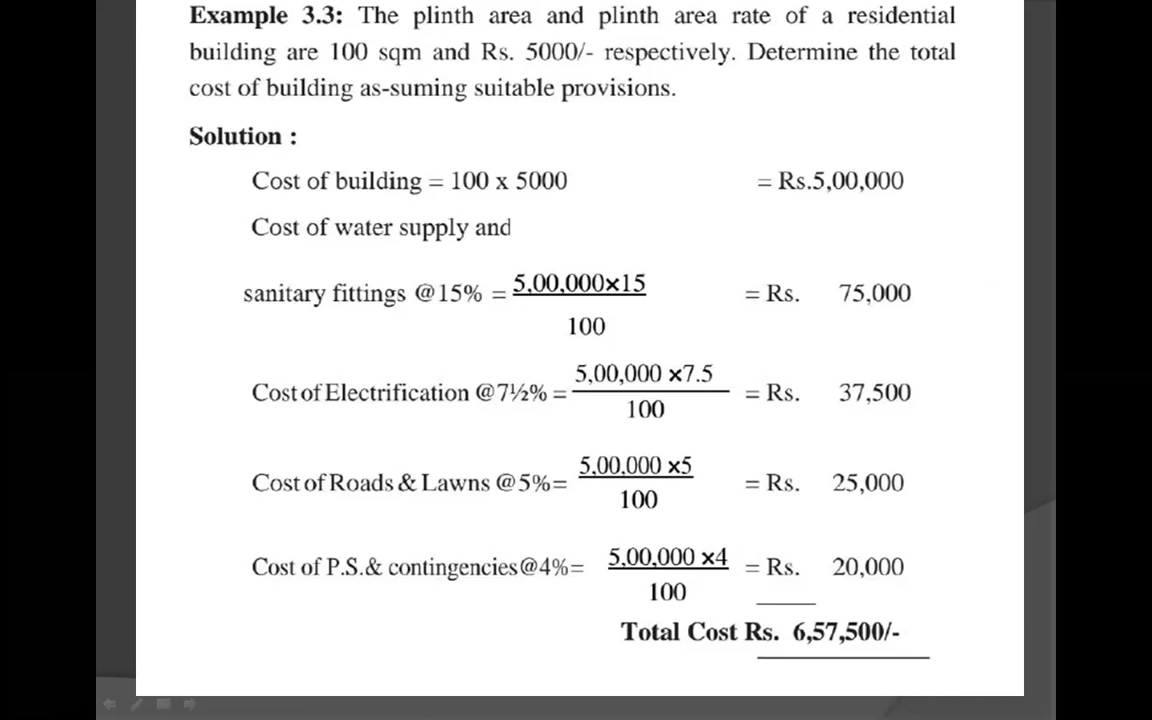 Example 3.3: The plinth area and plinth area rate of a residential
building are 100 sqm and Rs. 5000/- respectively. Determine the total
cost of building as-suming suitable provisions.
Solution :
Cost of building = 100 x 5000 = Rs.5,00,000
Cost of water supply and
sanitary fittings @15% = 5,00,000×15 = Rs. 75,000
100
Cost of Electrification @7½% = 5,00,000 ×7.5 = Rs. 37,500
100
Cost of Roads & Lawns @5%= 5,00,000 ×5 = Rs. 25,000
100
Cost of P.S.& contingencies@4%= 5,00,000 ×4 = Rs. 20,000
100
Total Cost Rs. 6,57,500/-